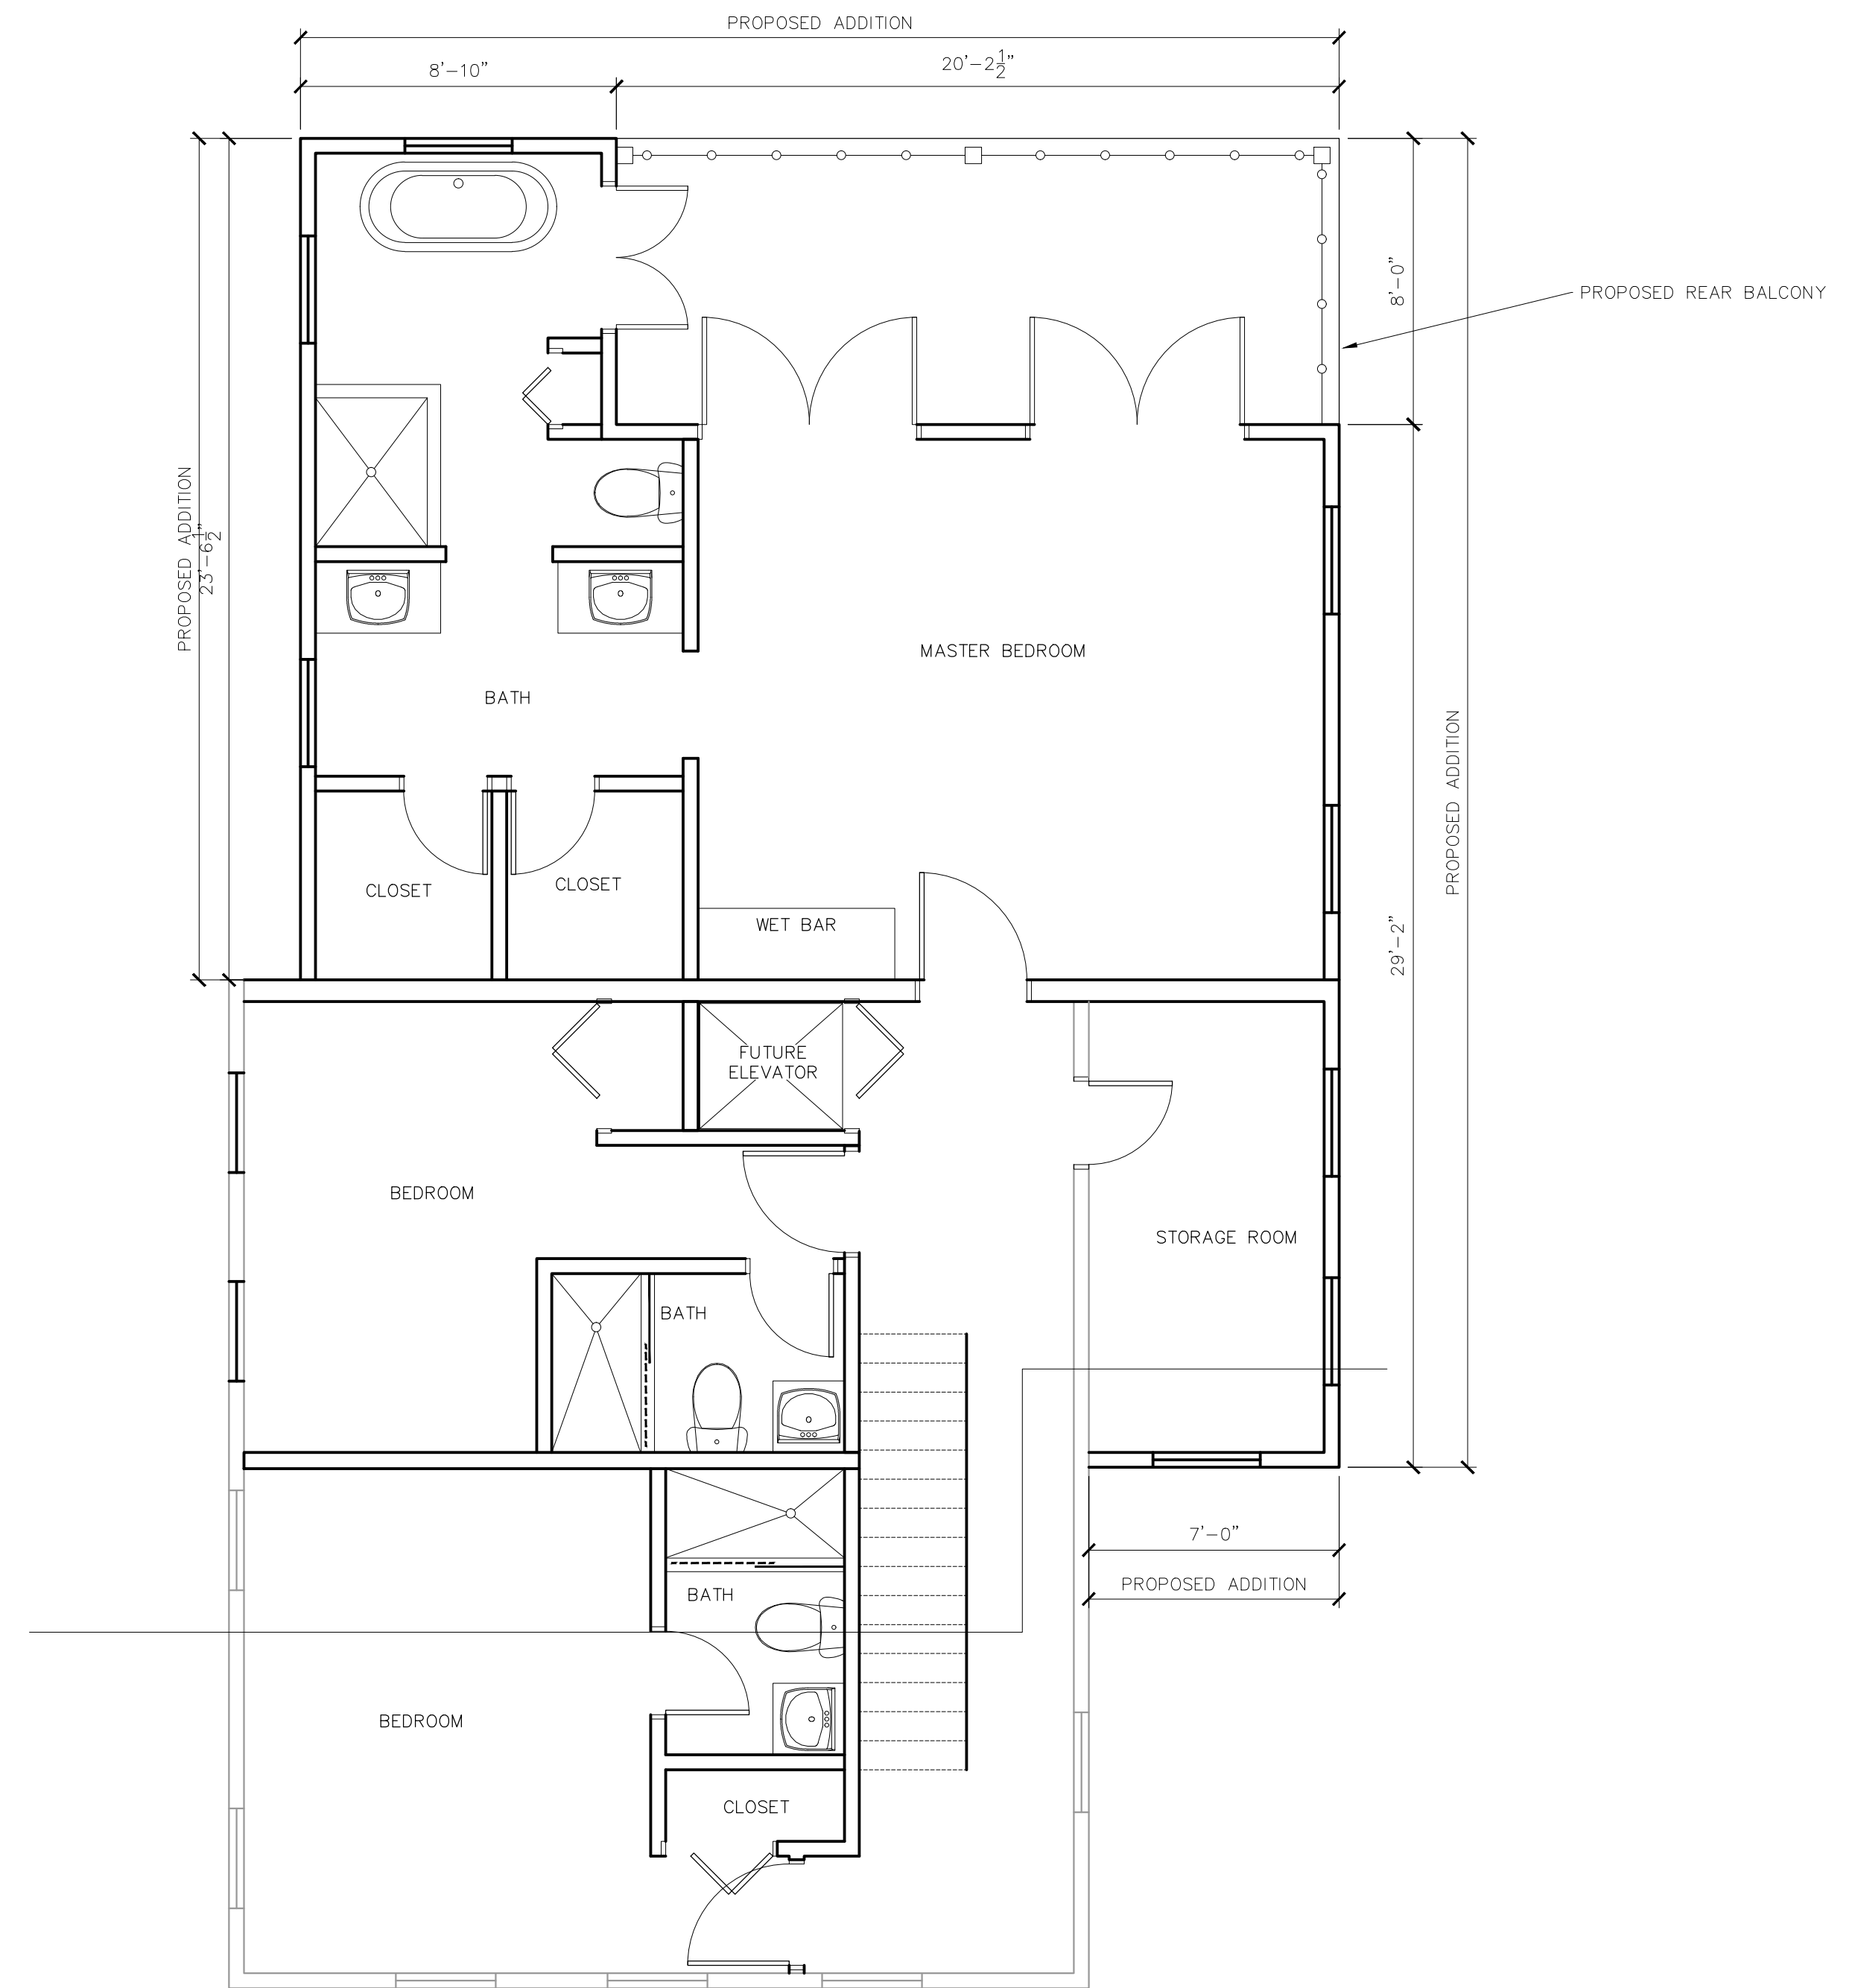 PROPOSED ADDITION
8'-10"
20'-2 1/2"
8'-0"
PROPOSED REAR BALCONY
PROPOSED ADDITION
23'-6 1/2"
MASTER BEDROOM
BATH
PROPOSED ADDITION
CLOSET
CLOSET
WET BAR
29'-2"
FUTURE
ELEVATOR
BEDROOM
STORAGE ROOM
BATH
7'-0"
PROPOSED ADDITION
BATH
BEDROOM
CLOSET